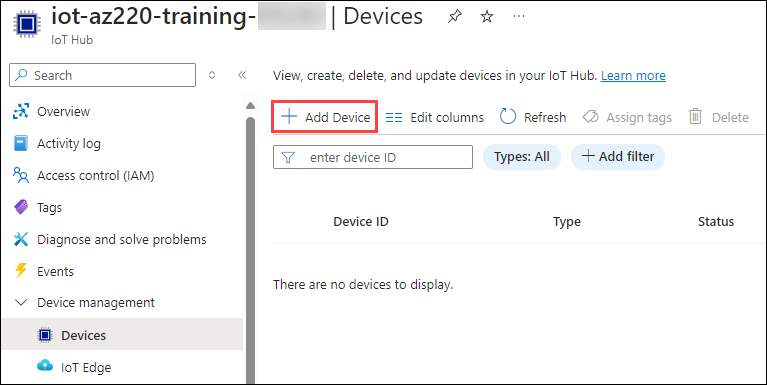 iot-az220-training- | Devices
IoT Hub
Search
View, create, delete, and update devices in your IoT Hub. Learn more
Overview
Add Device Edit columns Refresh Assign tags Delete
Activity log
enter device ID Types: All Add filter
Access control (IAM)
Tags
Device ID Type Status
Diagnose and solve problems
Events
There are no devices to display.
Device management
Devices
IoT Edge